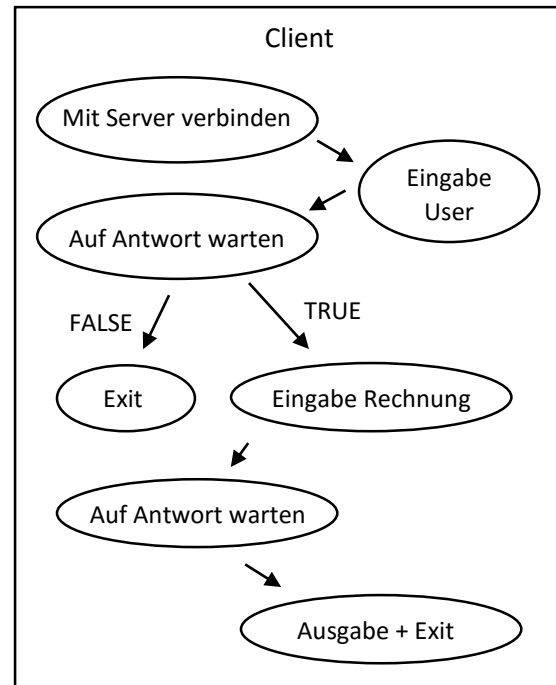 Client
Mit Server verbinden
Eingabe
User
Auf Antwort warten
FALSE
TRUE
Exit
Eingabe Rechnung
Auf Antwort warten
Ausgabe + Exit